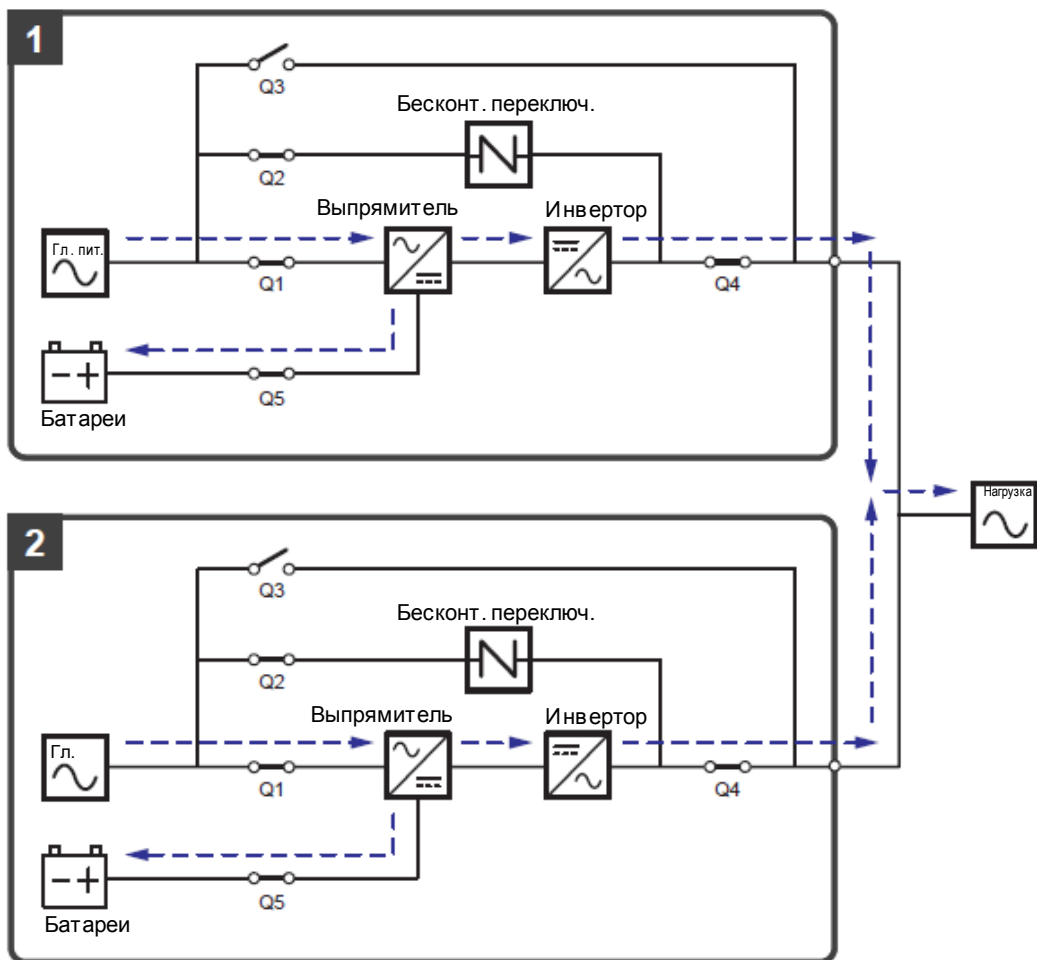 1
Q3
Бесконт. переключ.
Q2
Выпрямитель
Инвертор
Гл. пит.
Q1
Q4
Q5
Батареи
Нагрузка
2
Q3
Бесконт. переключ.
Q2
Выпрямитель
Инвертор
Гл.
Q1
Q4
Q5
Батареи